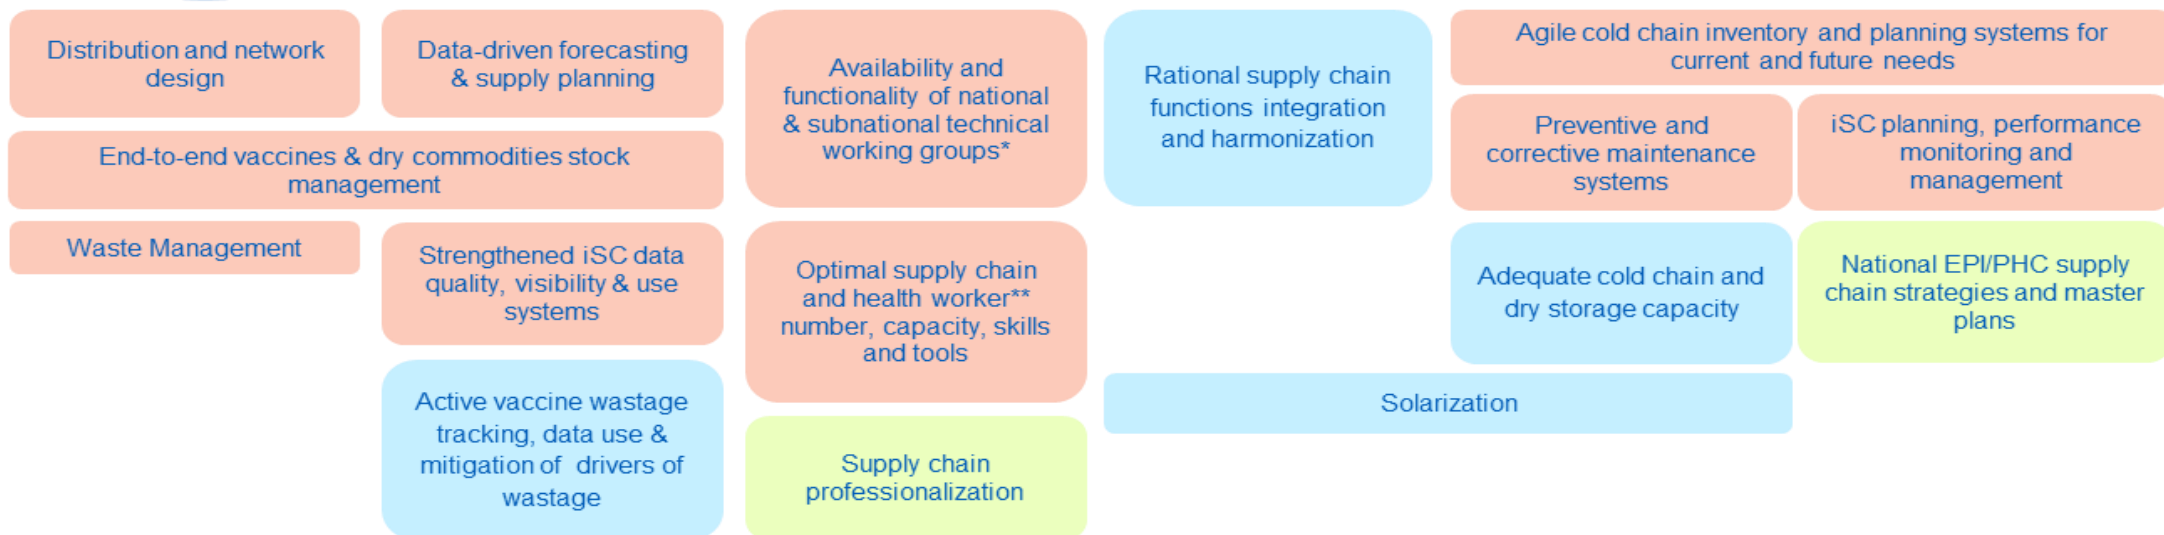 Distribution and network
design
Data-driven forecasting
& supply planning
End-to-end vaccines & dry commodities stock
management
Waste Management
Strengthened iSC data
quality, visibility & use
systems
Active vaccine wastage
tracking, data use &
mitigation of drivers of
wastage
Availability and
functionality of national
& subnational technical
working groups*
Optimal supply chain
and health worker**
number, capacity, skills
and tools
Supply chain
professionalization
Rational supply chain
functions integration
and harmonization
Agile cold chain inventory and planning systems for
current and future needs
Preventive and
corrective maintenance
systems
iSC planning, performance
monitoring and
management
Adequate cold chain and
dry storage capacity
National EPI/PHC supply
chain strategies and master
plans
Solarization